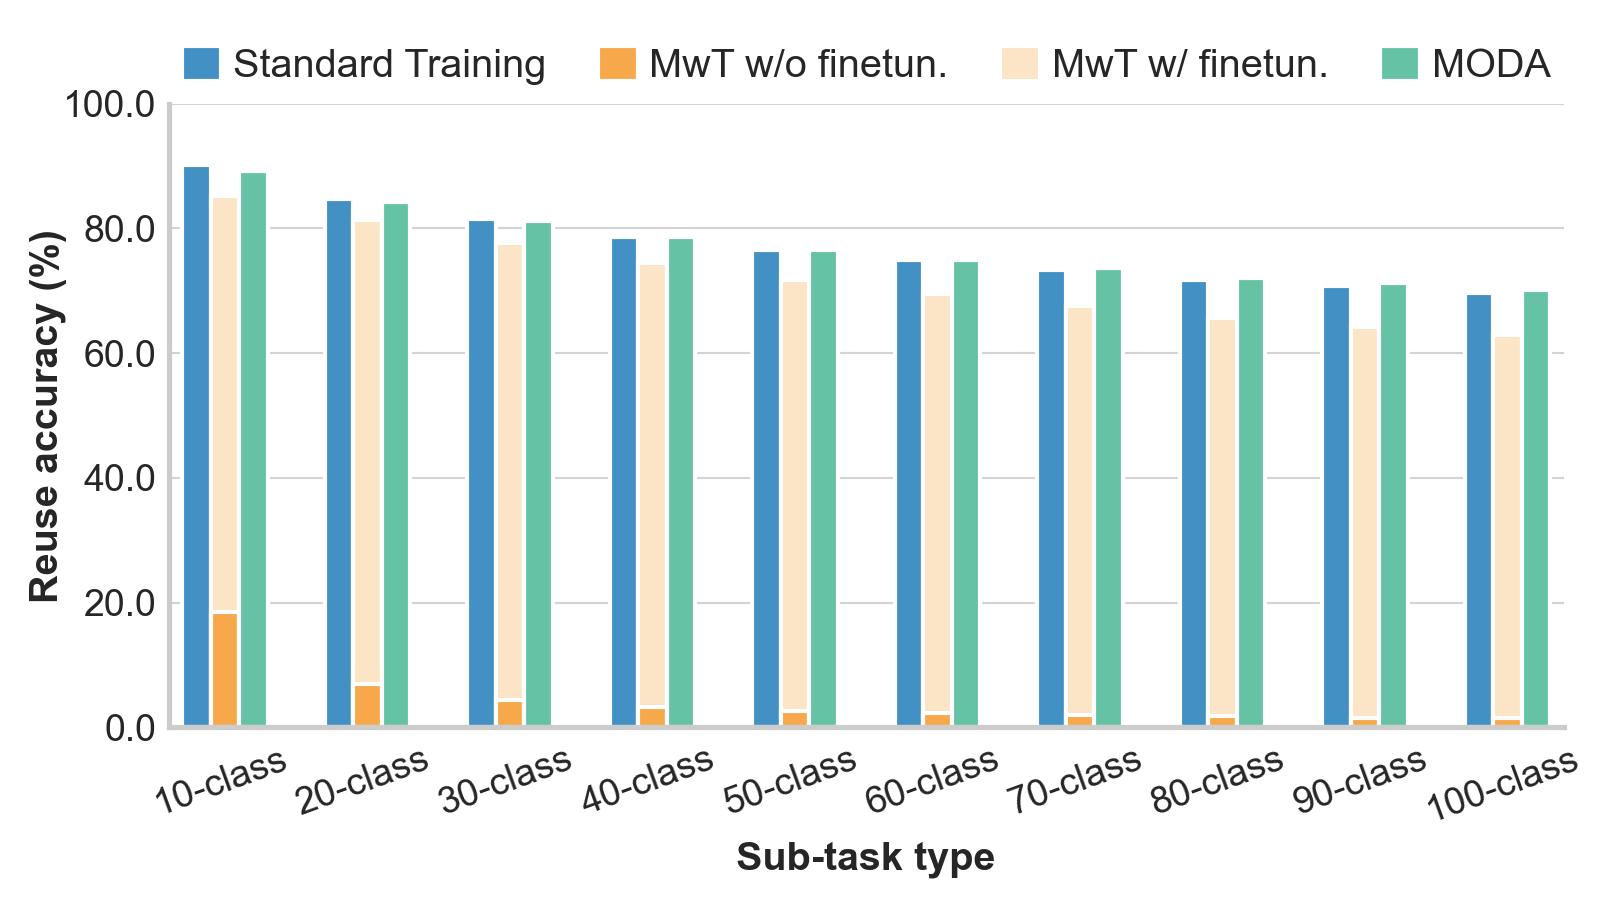 Standard Training MwT w/o finetun. MwT w/ finetun. MODA
100.0
80.0
60.0
40.0
20.0
0.0
Reuse accuracy (%)
10-class 20-class 30-class 40-class 50-class 60-class 70-class 80-class 90-class 100-class
Sub-task type